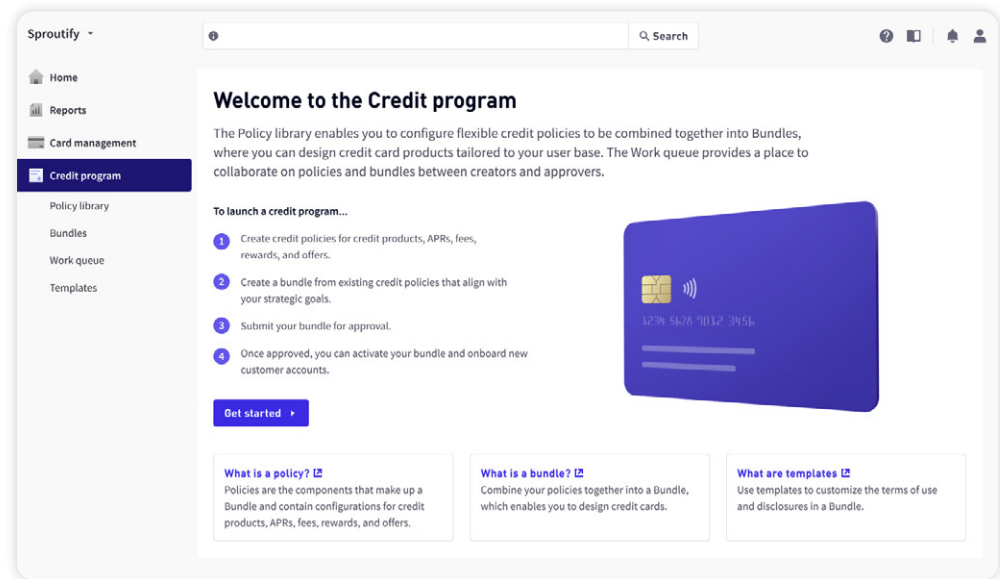 Sproutify
Search
Home
Reports
Card management
Credit program
Policy library
Bundles
Work queue
Templates
Welcome to the Credit program
The Policy library enables you to configure flexible credit policies to be combined together into Bundles,
where you can design credit card products tailored to your user base. The Work queue provides a place to
collaborate on policies and bundles between creators and approvers.
To launch a credit program...
1 Create credit policies for credit products, APRs, fees,
rewards, and offers.
2 Create a bundle from existing credit policies that align with
your strategic goals.
3 Submit your bundle for approval.
4 Once approved, you can activate your bundle and onboard new
customer accounts.
Get started
1234 5678 9012 3456
What is a policy?
Policies are the components that make up a
Bundle and contain configurations for credit
products, APRs, fees, rewards, and offers.
What is a bundle?
Combine your policies together into a Bundle,
which enables you to design credit cards.
What are templates
Use templates to customize the terms of use
and disclosures in a Bundle.